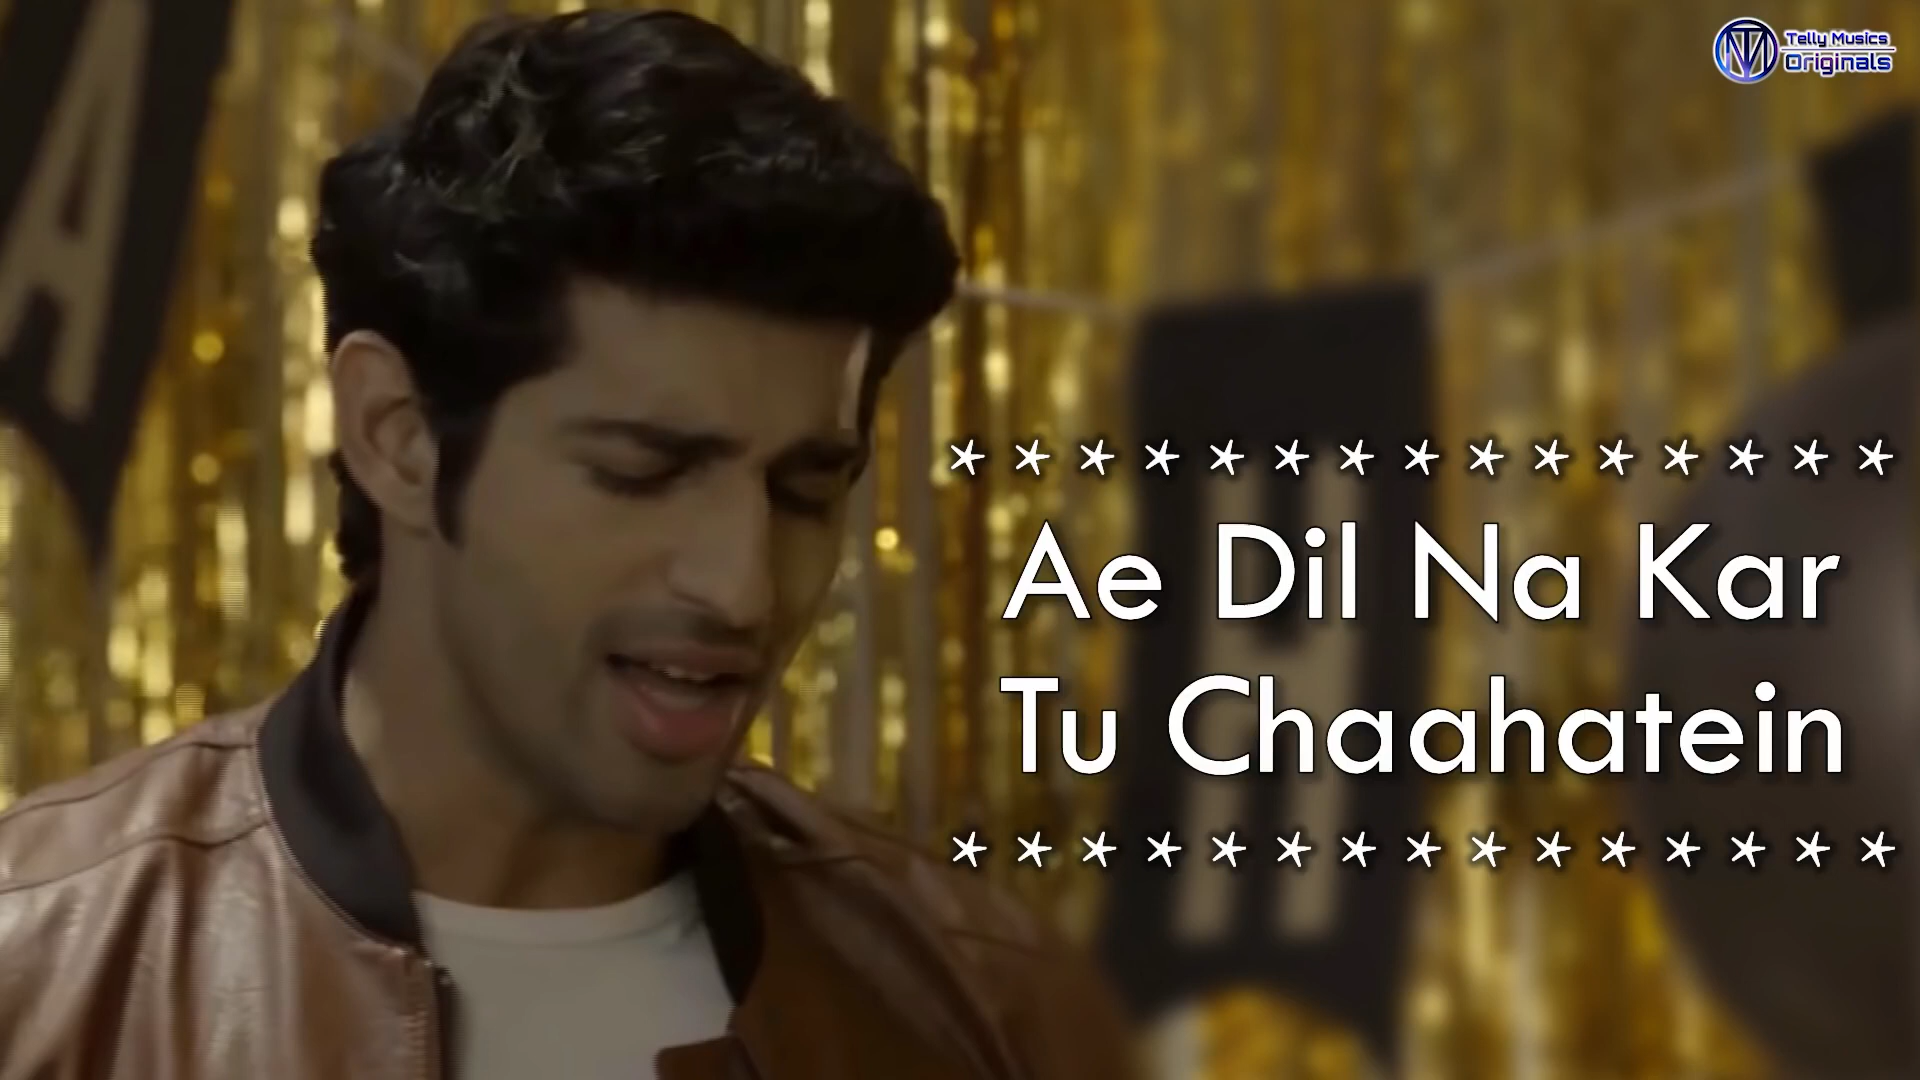 Telly Musics
Originals
A
H
* * * * * * * * * * * * * * *
Ae Dil Na Kar
Tu Chaahatein
* * * * * * * * * * * * * * *